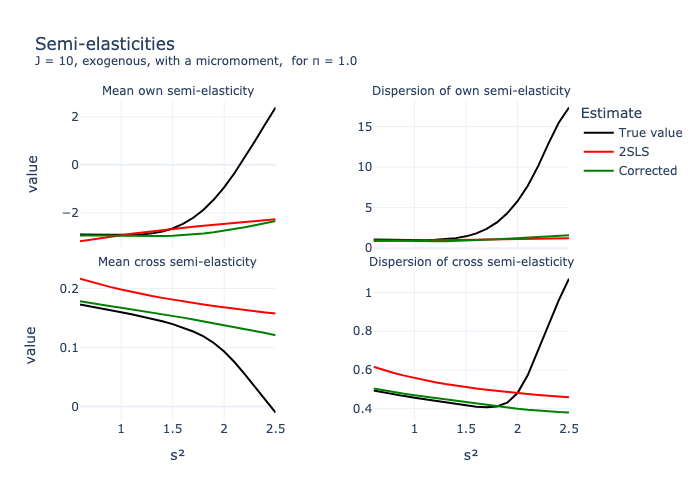 Semi-elasticities
J = 10, exogenous, with a micromoment,  for π = 1.0
Mean own semi-elasticity
Dispersion of own semi-elasticity
Estimate
True value
2SLS
Corrected
value
2
0
−2
15
10
5
0
Mean cross semi-elasticity
Dispersion of cross semi-elasticity
value
0.2
0.1
0
1
0.8
0.6
0.4
1
1.5
2
2.5
1
1.5
2
2.5
s²
s²